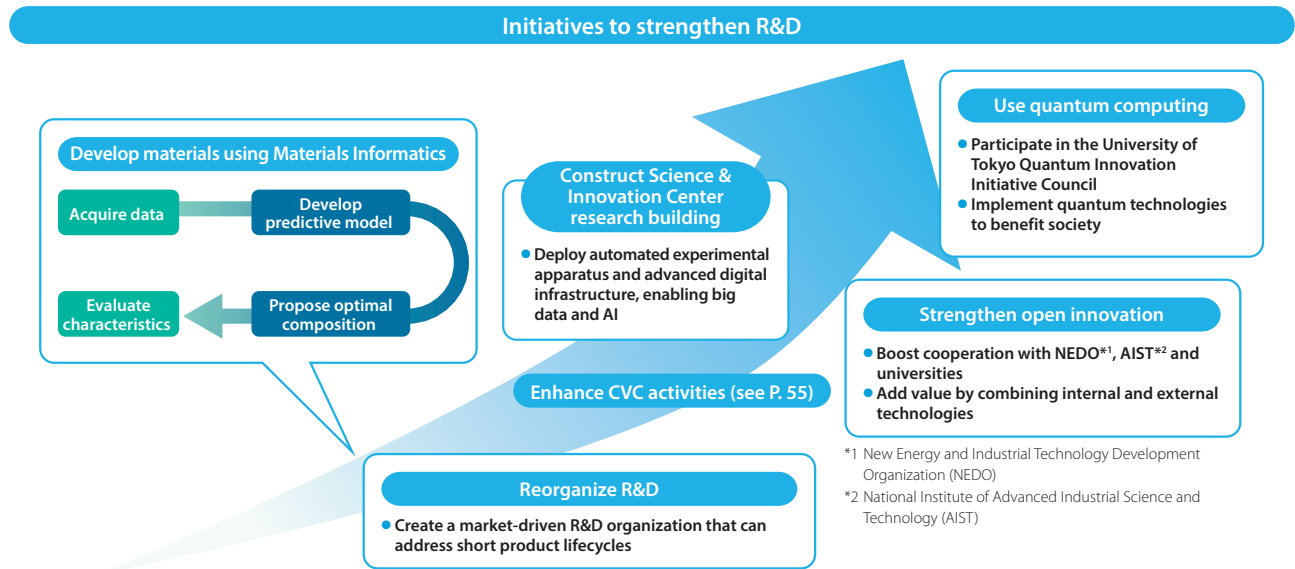 Initiatives to strengthen R&D
Develop materials using Materials Informatics
Acquire data
Develop
predictive model
Propose optimal
composition
Evaluate
characteristics
Reorganize R&D
● Create a market-driven R&D organization that can
address short product lifecycles
Enhance CVC activities (see P. 55)
Construct Science &
Innovation Center
research building
● Deploy automated experimental
apparatus and advanced digital
infrastructure, enabling big
data and AI
Use quantum computing
● Participate in the University of
Tokyo Quantum Innovation
Initiative Council
● Implement quantum technologies
to benefit society
Strengthen open innovation
● Boost cooperation with NEDO*1, AIST*2 and
universities
● Add value by combining internal and external
technologies
*1 New Energy and Industrial Technology Development
Organization (NEDO)
*2 National Institute of Advanced Industrial Science and
Technology (AIST)